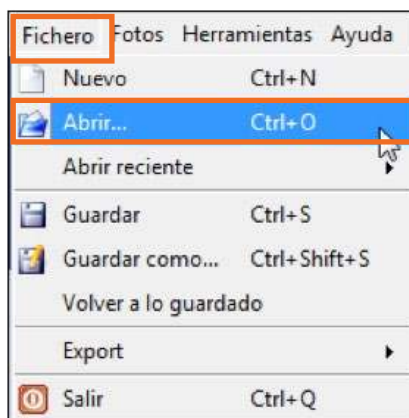 Fichero Fotos Herramientas Ayuda
Nuevo Ctrl+N
Abrir... Ctrl+O
Abrir reciente
Guardar Ctrl+S
Guardar como... Ctrl+Shift+S
Volver a lo guardado
Export
Salir Ctrl+Q